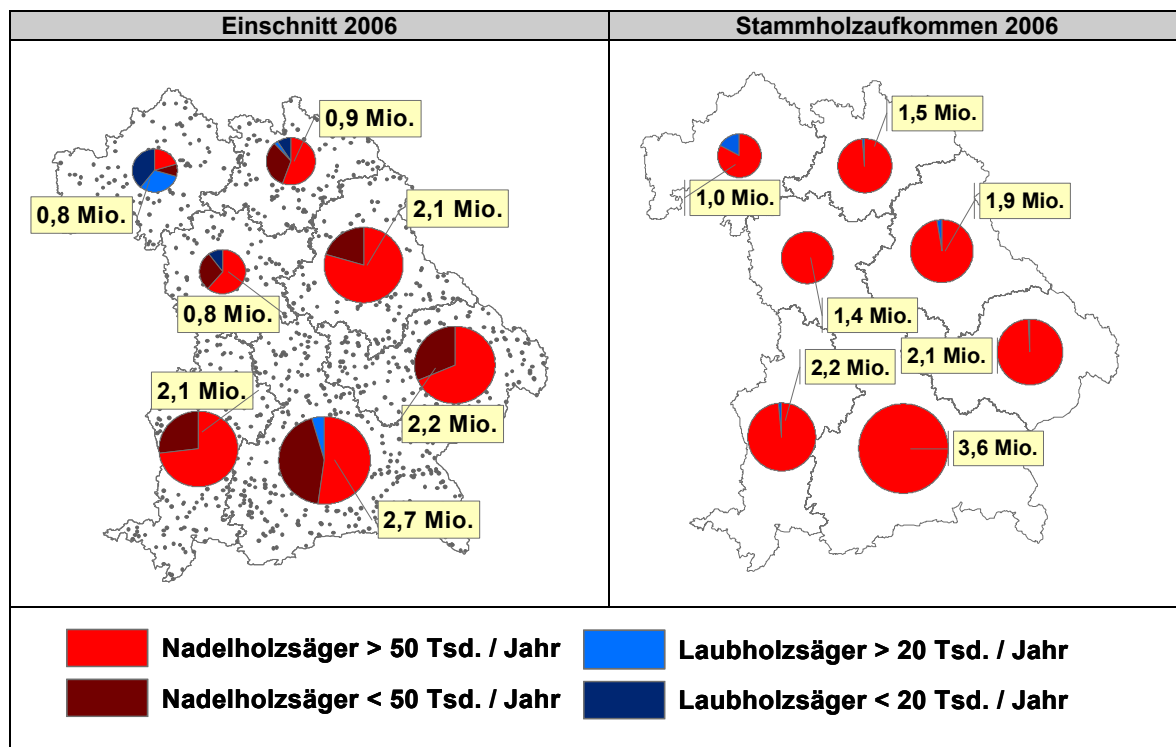 Einschnitt 2006
Stammholzaufkommen 2006
0,9 Mio.
0,8 Mio.
2,1 Mio.
0,8 Mio.
2,1 Mio.
2,2 Mio.
2,7 Mio.
1,5 Mio.
1,0 Mio.
1,9 Mio.
1,4 Mio.
2,1 Mio.
2,2 Mio.
3,6 Mio.
Nadelholzsäger > 50 Tsd. / Jahr
Laubholzsäger > 20 Tsd. / Jahr
Nadelholzsäger < 50 Tsd. / Jahr
Laubholzsäger < 20 Tsd. / Jahr